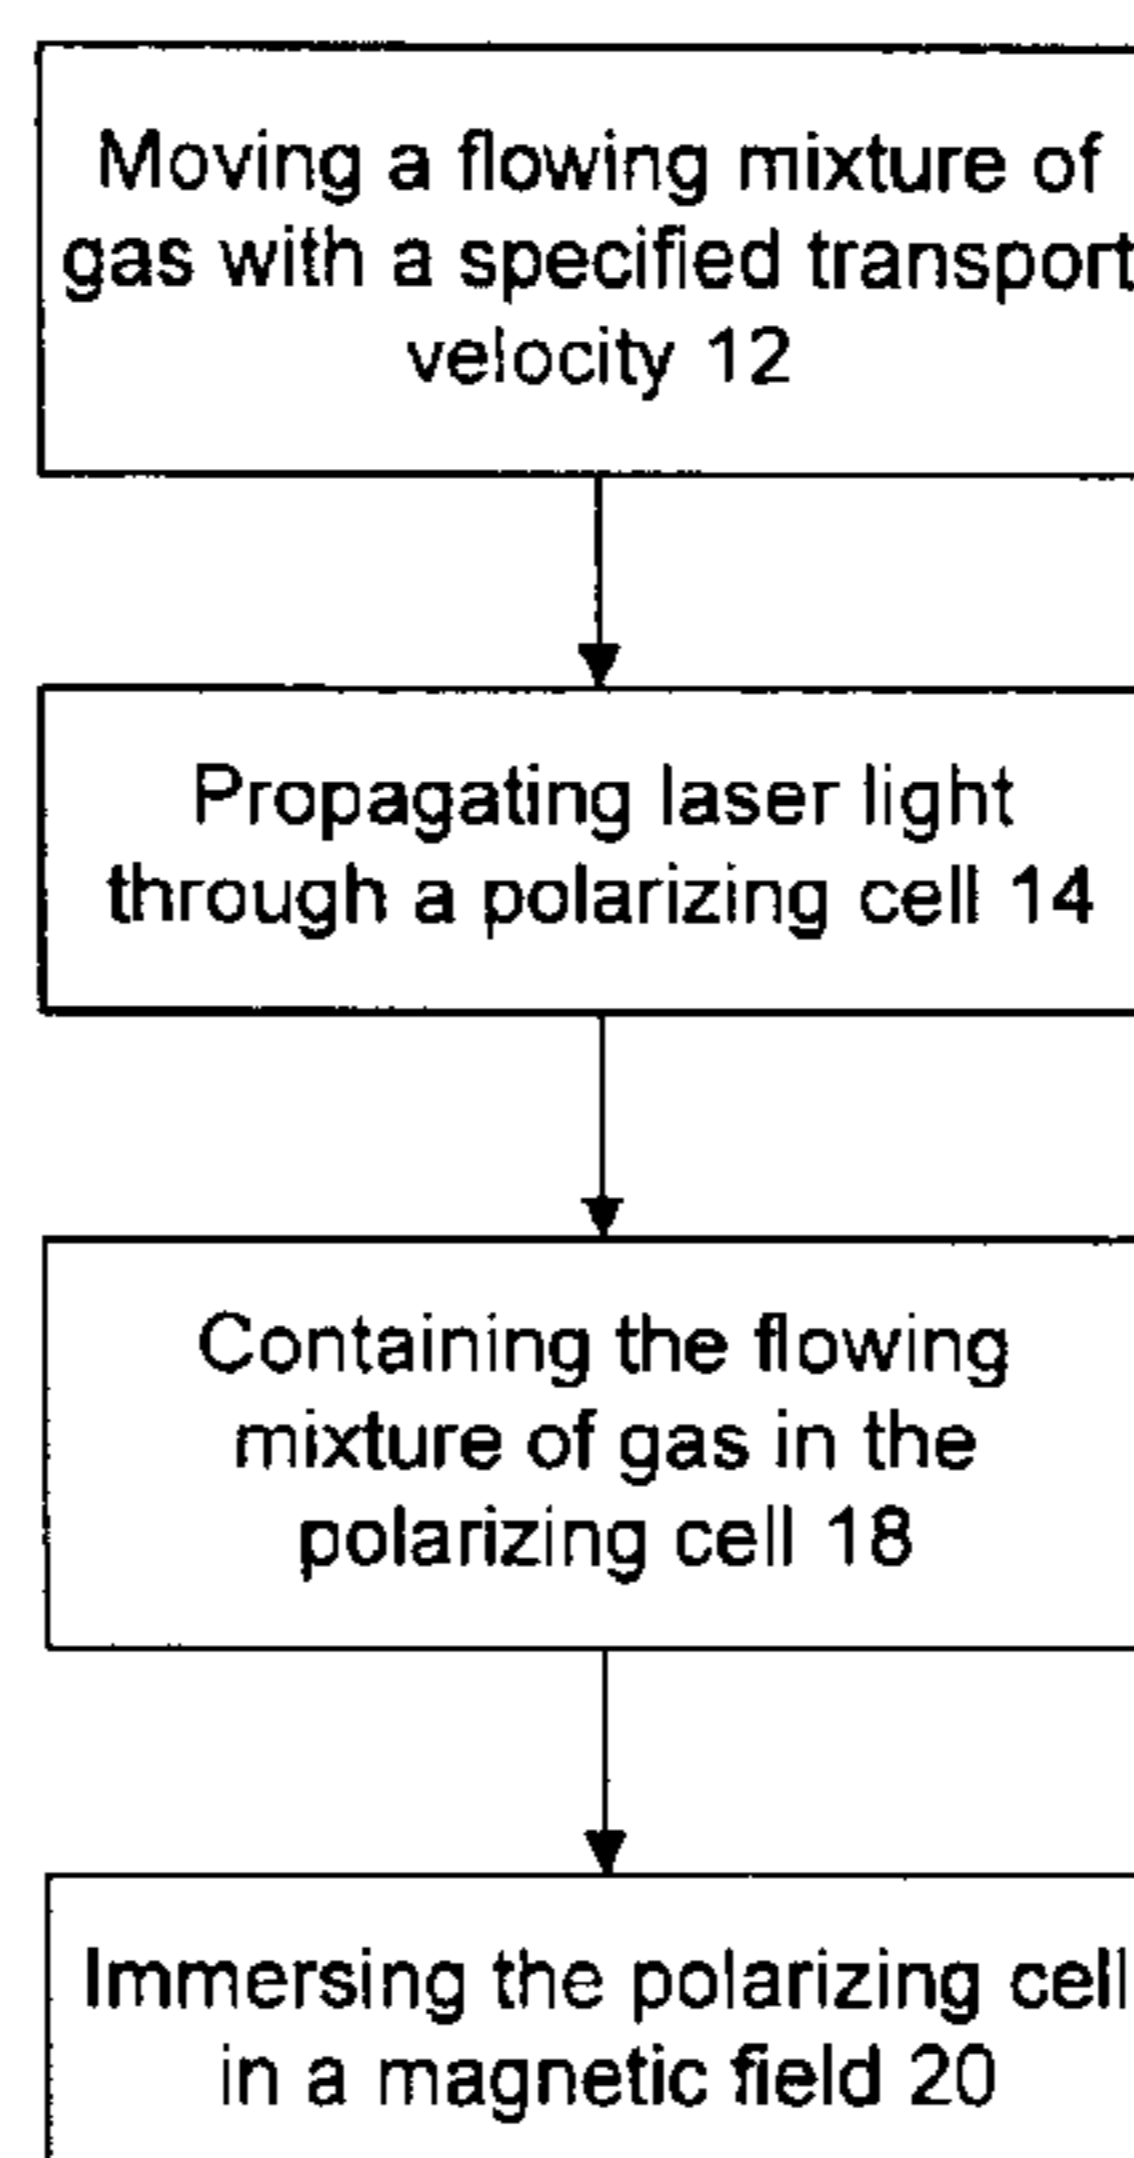 Moving a flowing mixture of
gas with a specified transport
velocity 12
Propagating laser light
through a polarizing cell 14
Containing the flowing
mixture of gas in the
polarizing cell 18
Immersing the polarizing cell
in a magnetic field 20